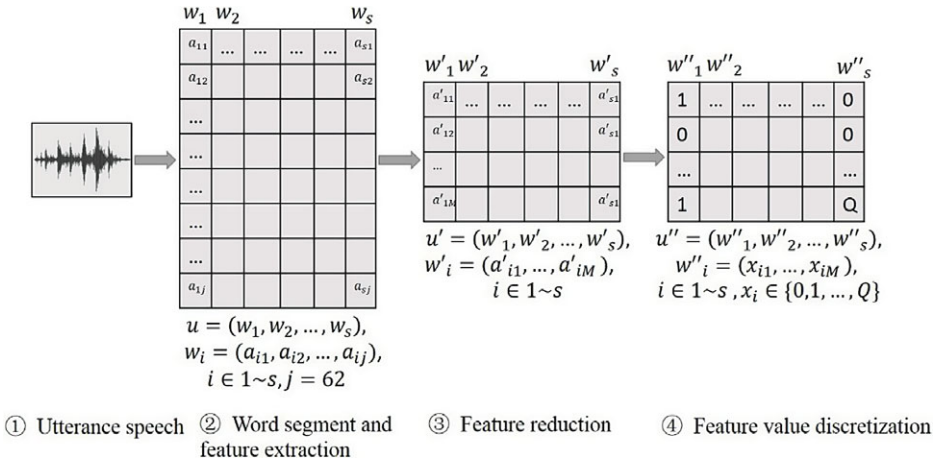 w₁ w₂ wₛ
a₁₁ ... ... ... ... aₛ₁
a₁₂ aₛ₂
...
...
...
...
...
a₁ⱼ aₛⱼ
u = (w₁, w₂, ..., wₛ),
wᵢ = (aᵢ₁, aᵢ₂, ..., aᵢⱼ),
i ∈ 1~s, j = 62
w'₁ w'₂ w'ₛ
a'₁₁ ... ... ... ... a'ₛ₁
a'₁₂ a'ₛ₁
...
a'₁M a'ₛ₁
u' = (w'₁, w'₂, ..., w'ₛ),
w'ᵢ = (a'ᵢ₁, ..., a'ᵢM),
i ∈ 1~s
w''₁ w''₂ w''ₛ
1 ... ... ... ... 0
0 0
... ...
1 Q
u'' = (w''₁, w''₂, ..., w''ₛ),
w''ᵢ = (xᵢ₁, ..., xᵢM),
i ∈ 1~s , xᵢ ∈ {0,1, ..., Q}
① Utterance speech
② Word segment and
feature extraction
③ Feature reduction
④ Feature value discretization